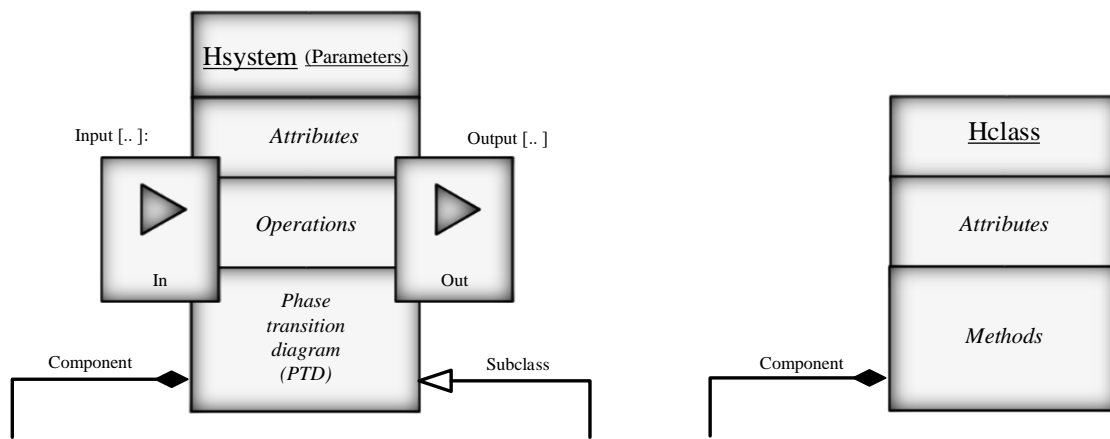 Hsystem (Parameters)
Attributes
Input [.. ]:
Output [.. ]
Operations
In
Out
Phase
transition
diagram
(PTD)
Component
Subclass
Hclass
Attributes
Methods
Component